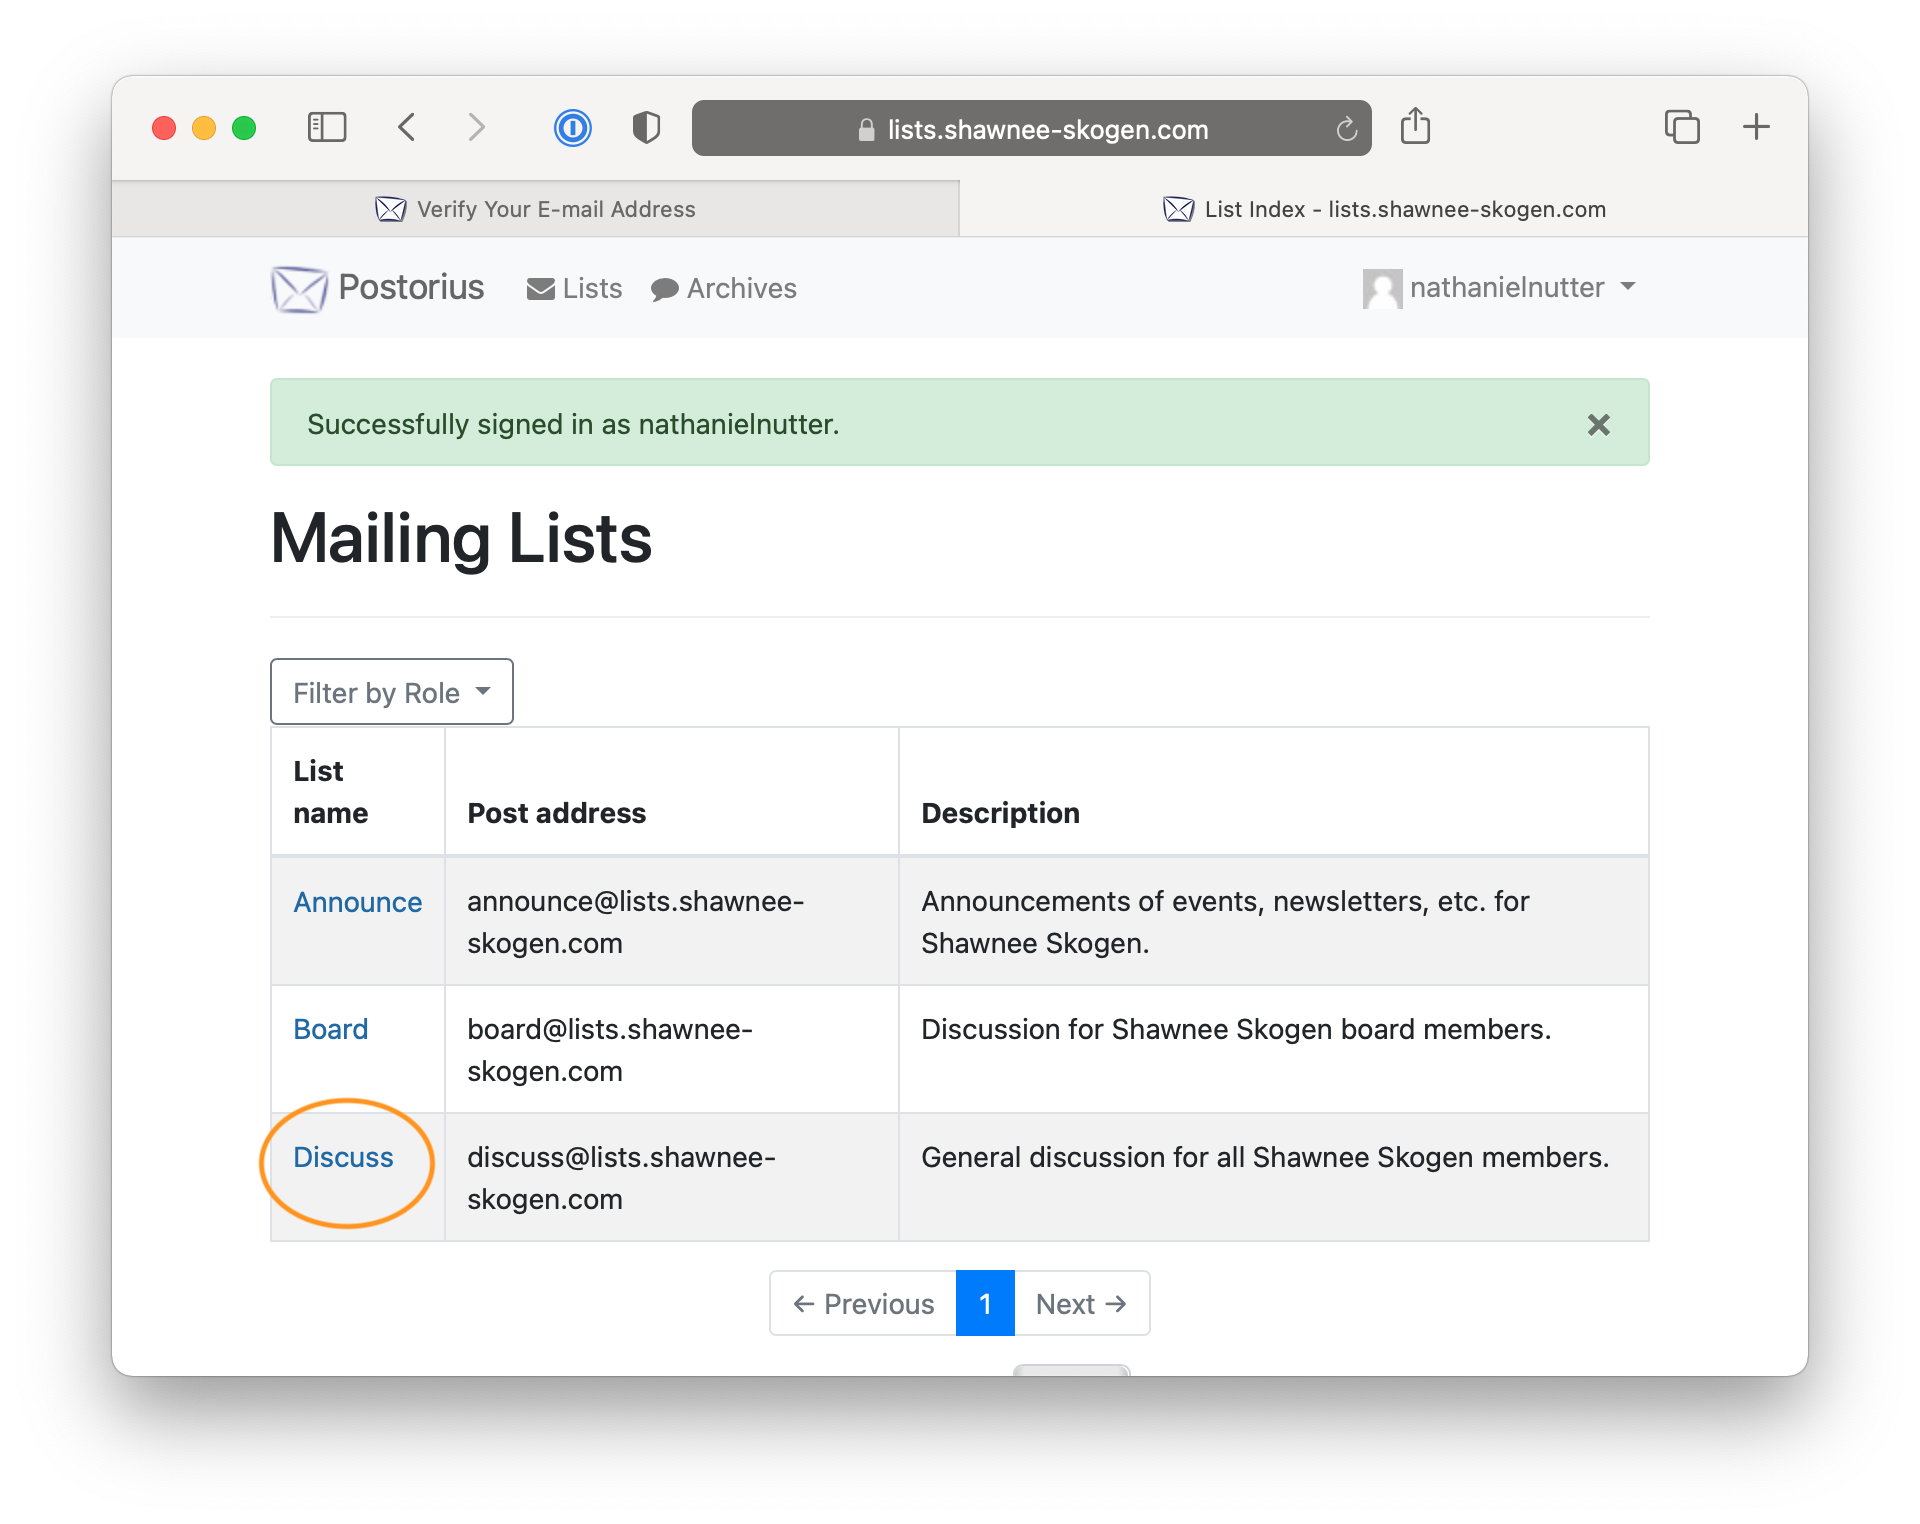 lists.shawnee-skogen.com
Verify Your E-mail Address
List Index - lists.shawnee-skogen.com
Postorius
Lists
Archives
nathanielnutter
Successfully signed in as nathanielnutter.
Mailing Lists
Filter by Role
List
name
Post address
Description
Announce
announce@lists.shawnee-
skogen.com
Announcements of events, newsletters, etc. for
Shawnee Skogen.
Board
board@lists.shawnee-
skogen.com
Discussion for Shawnee Skogen board members.
Discuss
discuss@lists.shawnee-
skogen.com
General discussion for all Shawnee Skogen members.
← Previous
1
Next →